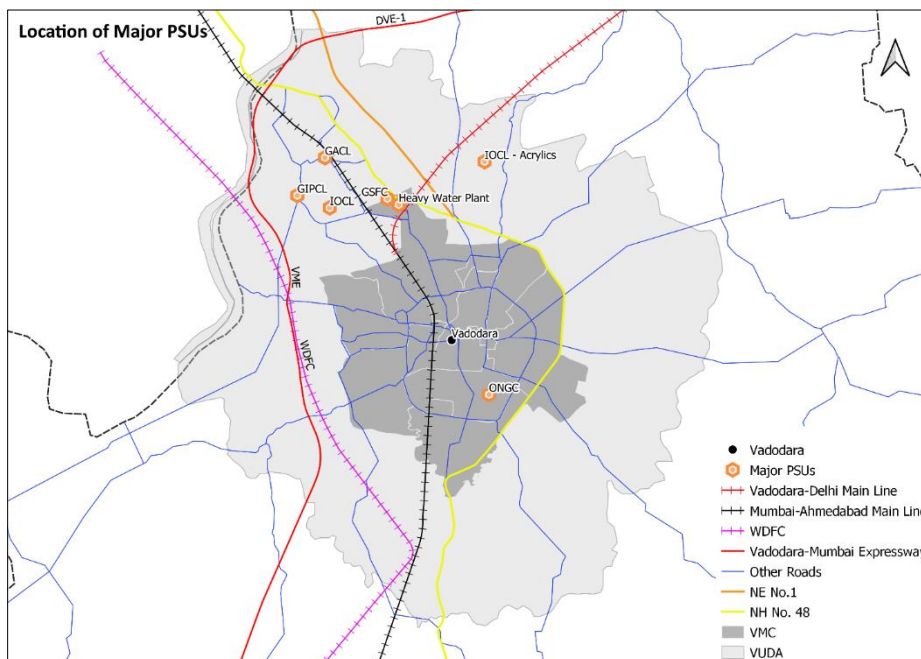 Location of Major PSUs
DVE-1
GACL
IOCL - Acrylics
GIPCL
IOCL
GSFC
Heavy Water Plant
VME
WDFC
Vadodara
ONGC
Vadodara
Major PSUs
Vadodara-Delhi Main Line
Mumbai-Ahmedabad Main Line
WDFC
Vadodara-Mumbai Expressway
Other Roads
NE No.1
NH No. 48
VMC
VUDA